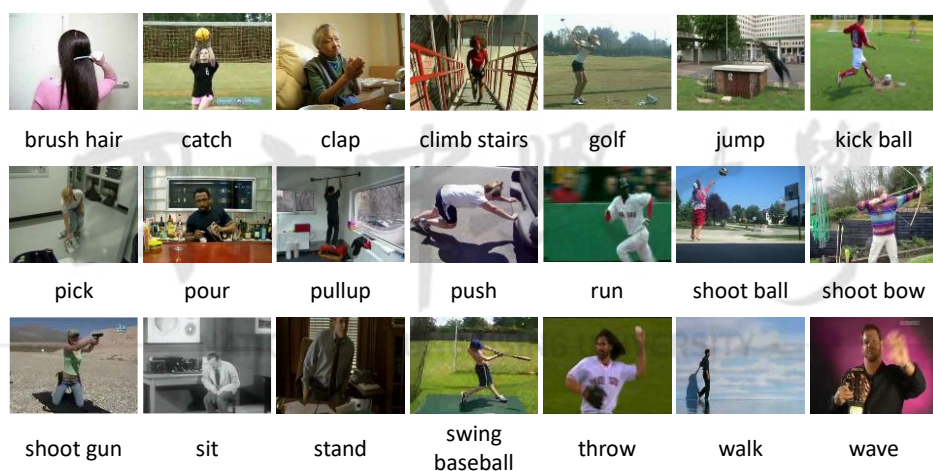 brush hair
catch
clap
climb stairs
golf
jump
kick ball
pick
pour
pullup
push
run
shoot ball
shoot bow
shoot gun
sit
stand
swing
baseball
throw
walk
wave